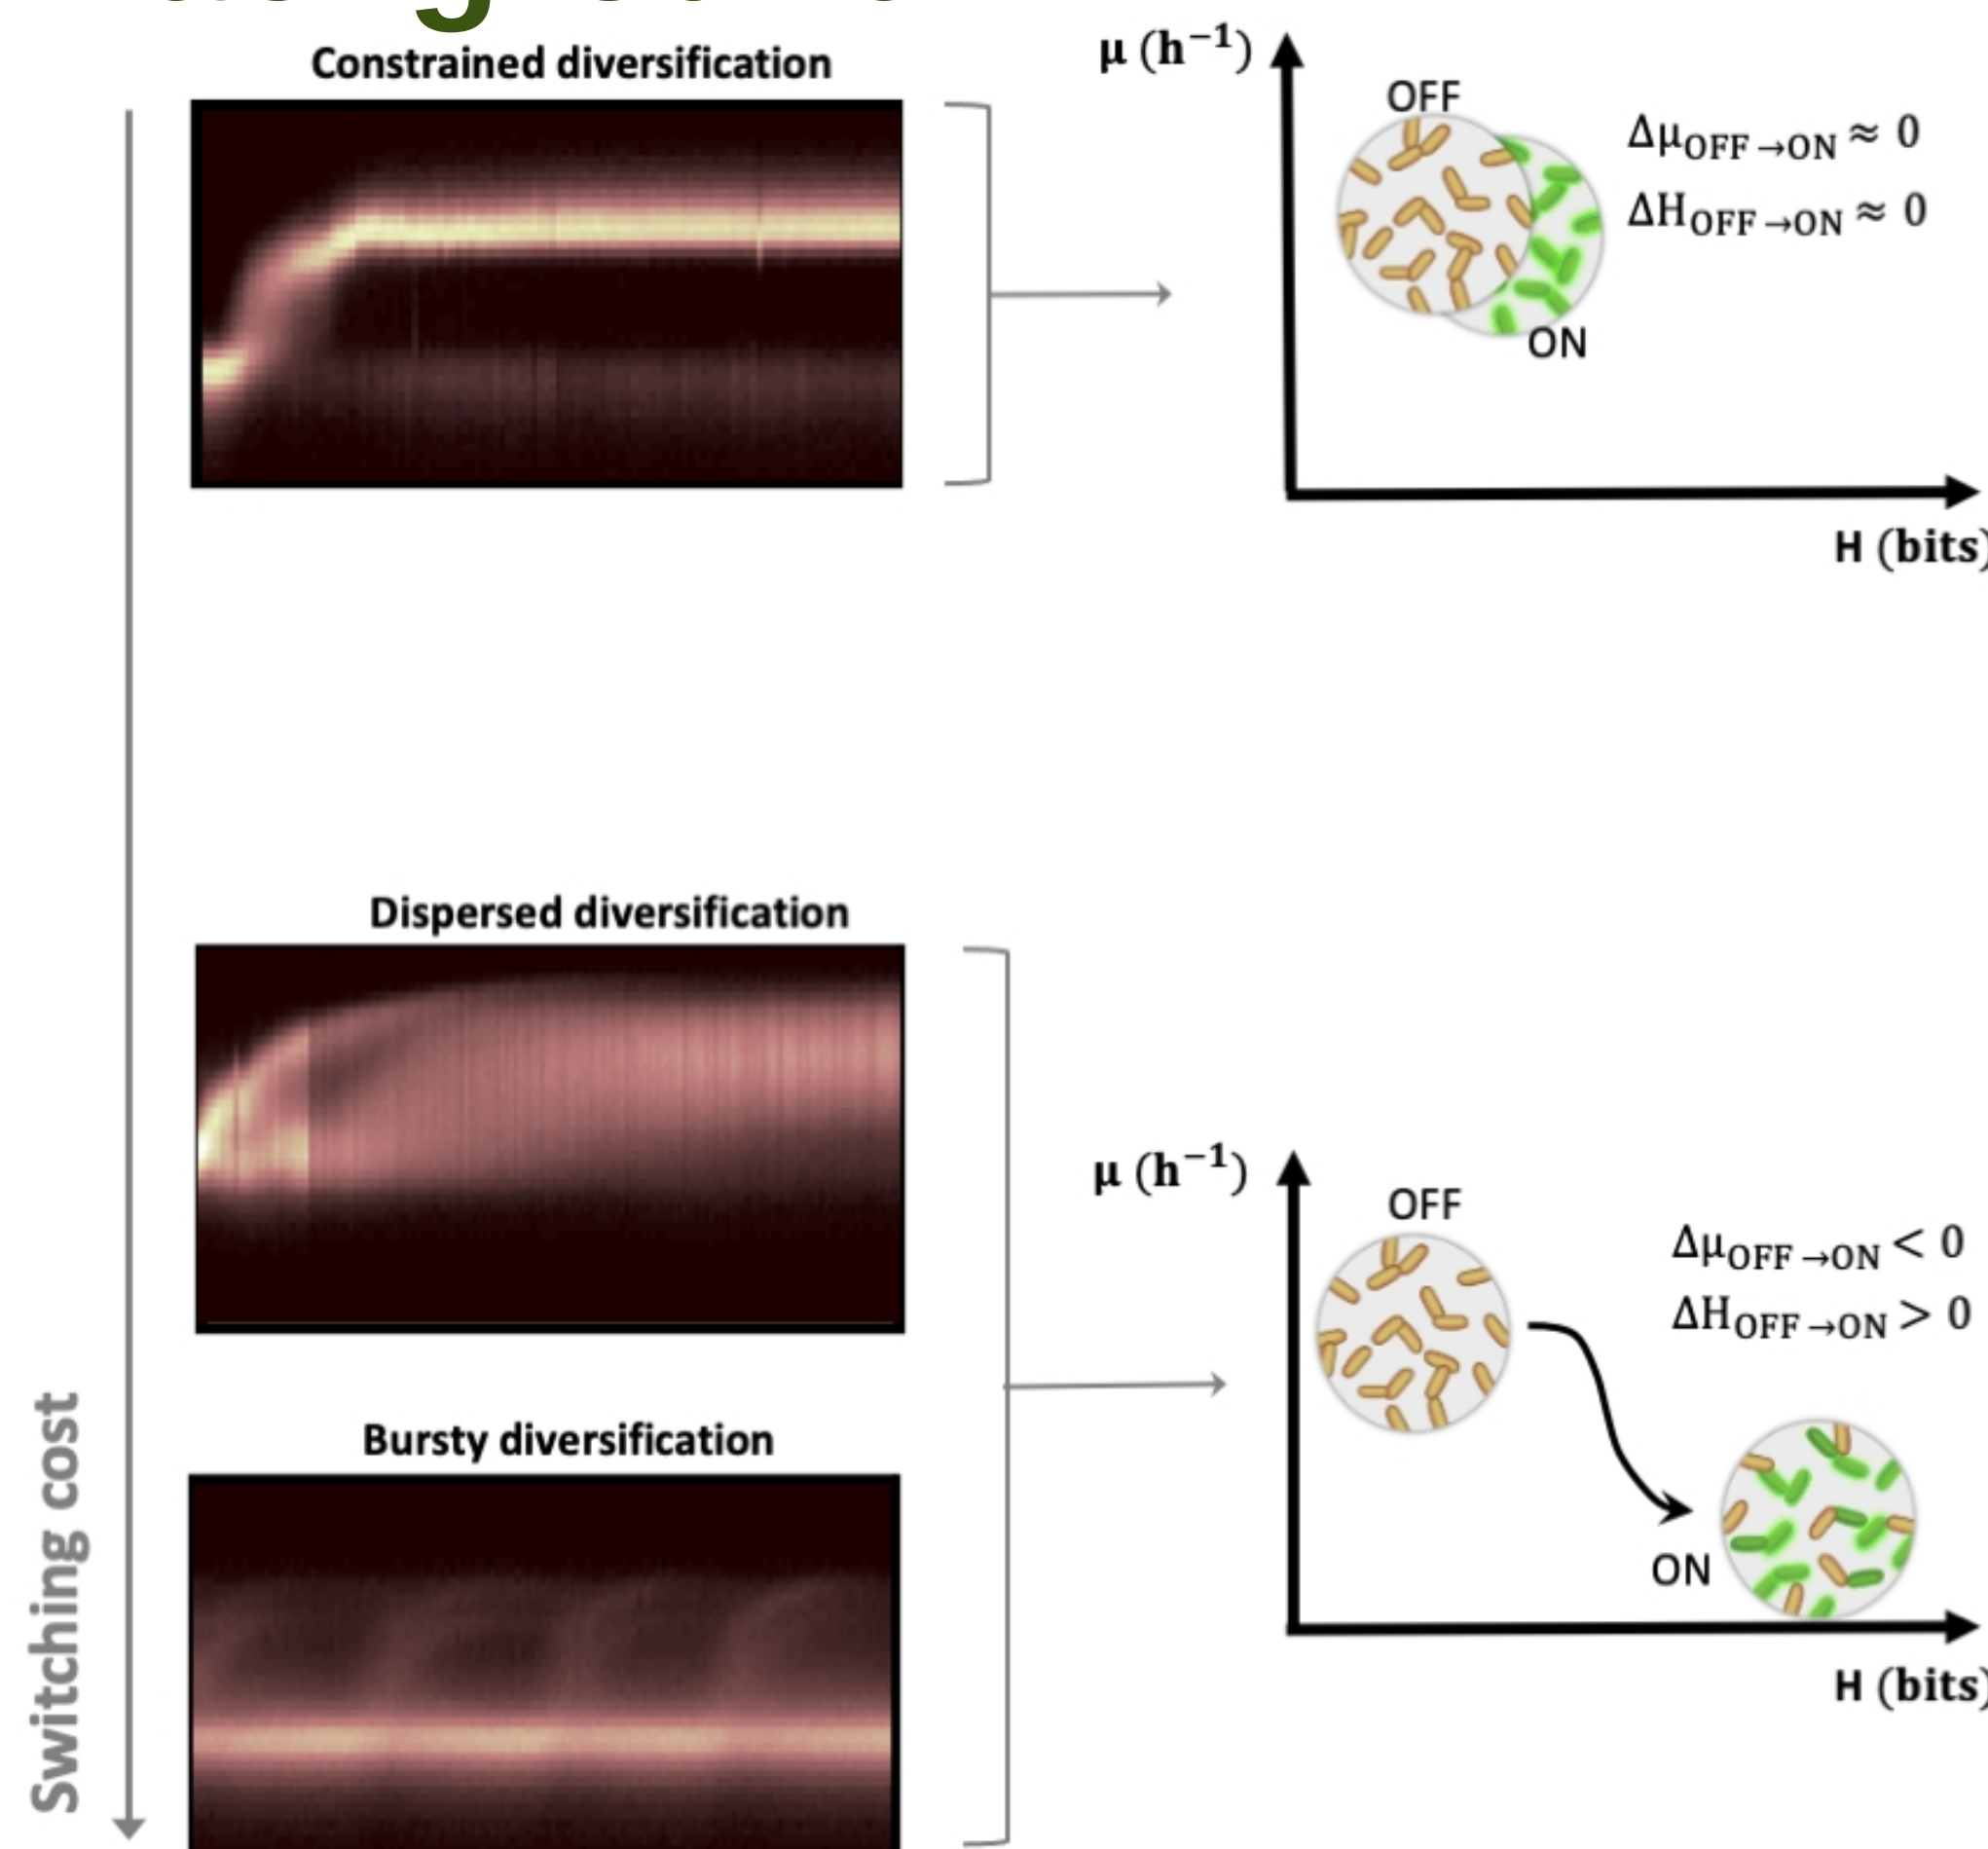 Constrained diversification
μ (h⁻¹)
OFF
Δμ_OFF→ON ≈ 0
ΔH_OFF→ON ≈ 0
ON
H (bits)
Dispersed diversification
μ (h⁻¹)
OFF
Δμ_OFF→ON < 0
ΔH_OFF→ON > 0
Bursty diversification
ON
H (bits)
Switching cost